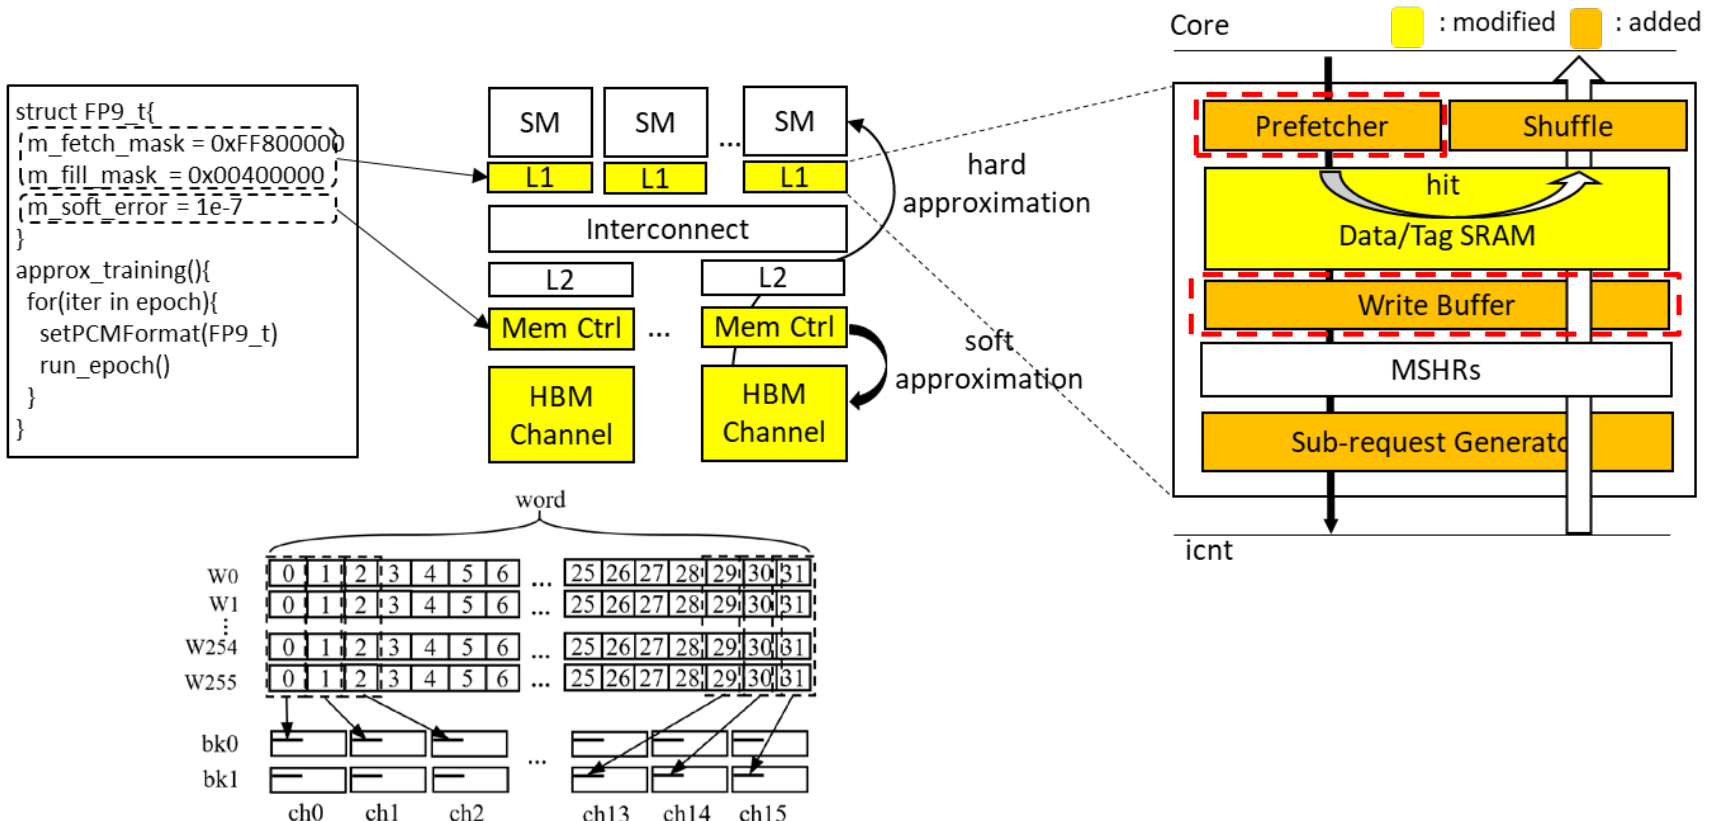 struct FP9_t{
m_fetch_mask = 0xFF800000
m_fill_mask = 0x00400000
m_soft_error = 1e-7
}
approx_training(){
for(iter in epoch){
setPCMFormat(FP9_t)
run_epoch()
}
}
SM SM ... SM
L1 L1 L1
Interconnect
L2 L2
Mem Ctrl ... Mem Ctrl
HBM Channel HBM Channel
hard
approximation
soft
approximation
Core
: modified : added
Prefetcher Shuffle
hit
Data/Tag SRAM
Write Buffer
MSHRs
Sub-request Generato
icnt
word
W0 0 1 2 3 4 5 6 ... 25 26 27 28 29 30 31
W1 0 1 2 3 4 5 6 ... 25 26 27 28 29 30 31
⋮
W254 0 1 2 3 4 5 6 ... 25 26 27 28 29 30 31
W255 0 1 2 3 4 5 6 ... 25 26 27 28 29 30 31
bk0
...
bk1
ch0 ch1 ch2 ch13 ch14 ch15